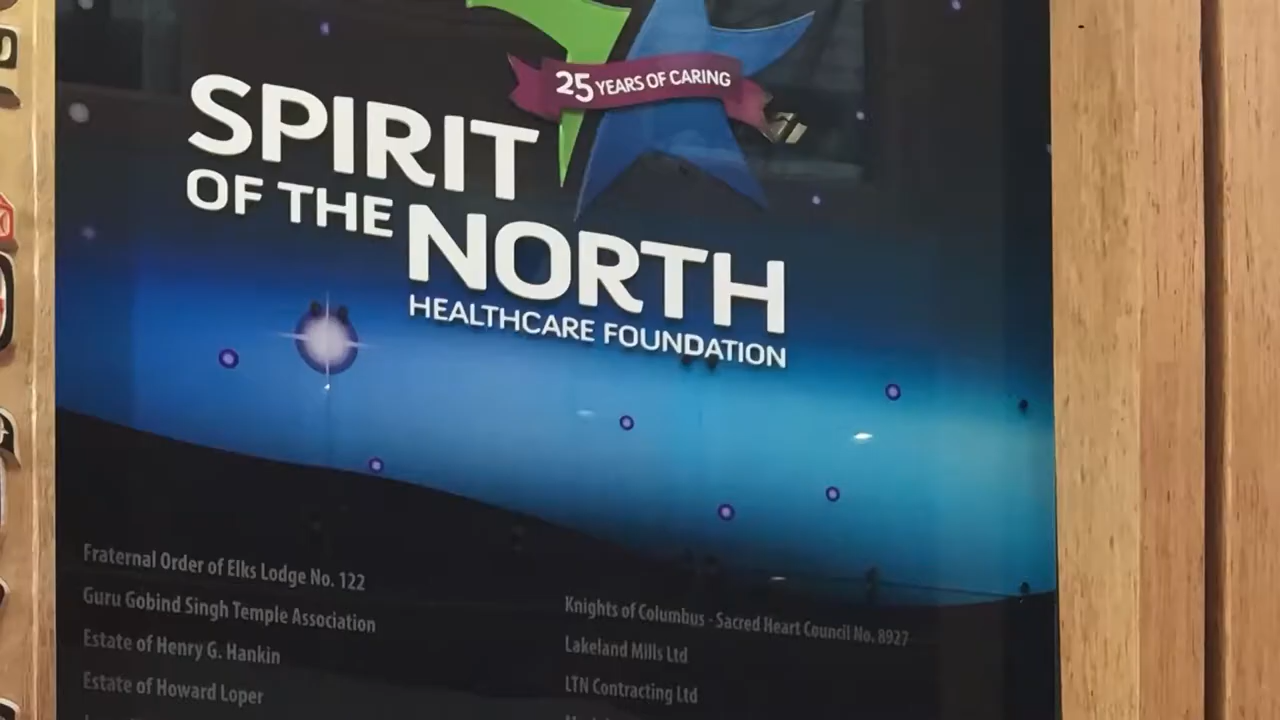 25 YEARS OF CARING
SPIRIT
OF THE NORTH
HEALTHCARE FOUNDATION
Fraternal Order of Elks Lodge No. 122
Guru Gobind Singh Temple Association
Estate of Henry G. Hankin
Estate of Howard Loper
Knights of Columbus - Sacred Heart Council No. 8927
Lakeland Mills Ltd
LTN Contracting Ltd